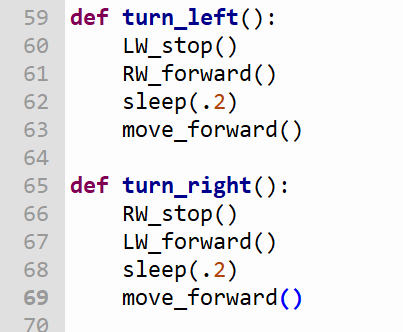 59 def turn_left():
60     LW_stop()
61     RW_forward()
62     sleep(.2)
63     move_forward()
64
65 def turn_right():
66     RW_stop()
67     LW_forward()
68     sleep(.2)
69     move_forward()
70